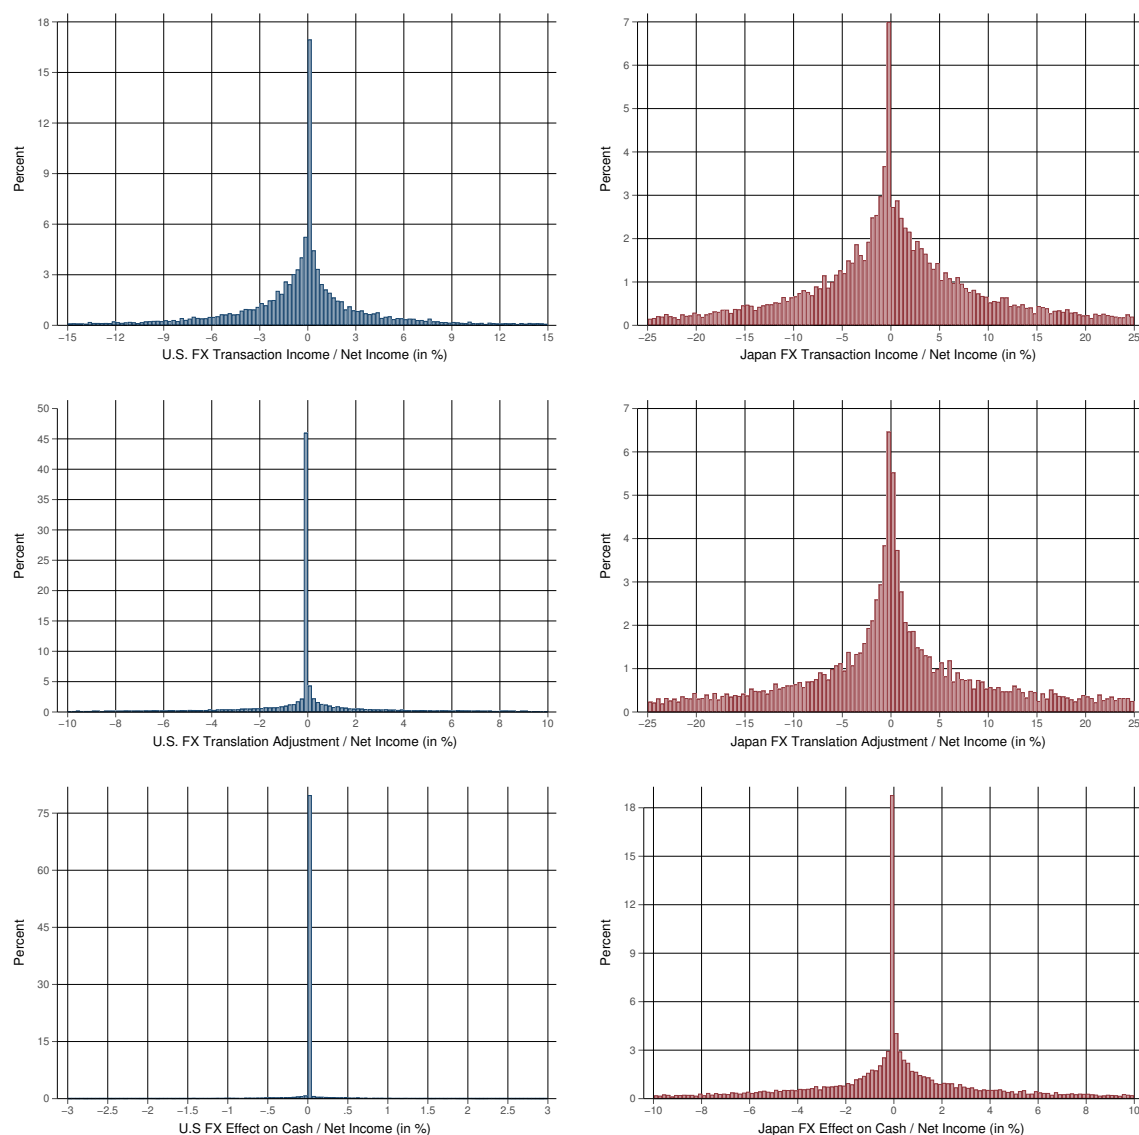 18
15
12
9
6
3
0
Percent
−15 −12 −9 −6 −3 0 3 6 9 12 15
U.S. FX Transaction Income / Net Income (in %)
7
6
5
4
3
2
1
0
Percent
−25 −20 −15 −10 −5 0 5 10 15 20 25
Japan FX Transaction Income / Net Income (in %)
50
45
40
35
30
25
20
15
10
5
0
Percent
−10 −8 −6 −4 −2 0 2 4 6 8 10
U.S. FX Translation Adjustment / Net Income (in %)
7
6
5
4
3
2
1
0
Percent
−25 −20 −15 −10 −5 0 5 10 15 20 25
Japan FX Translation Adjustment / Net Income (in %)
75
60
45
30
15
0
Percent
−3 −2.5 −2 −1.5 −1 −.5 0 .5 1 1.5 2 2.5 3
U.S FX Effect on Cash / Net Income (in %)
18
15
12
9
6
3
0
Percent
−10 −8 −6 −4 −2 0 2 4 6 8 10
Japan FX Effect on Cash / Net Income (in %)